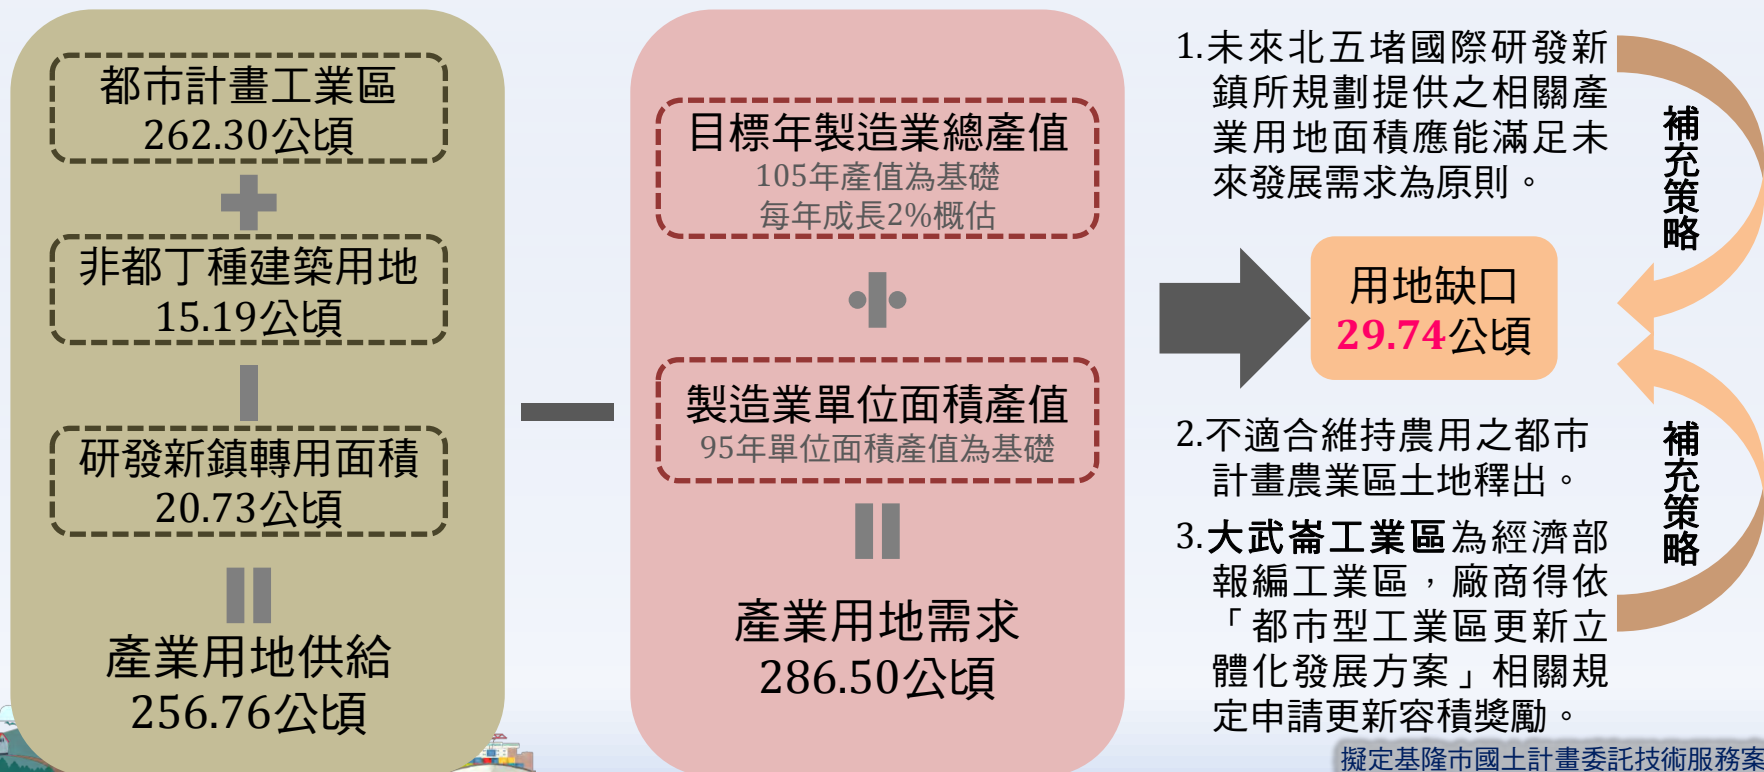 都市計畫工業區
262.30公頃
非都丁種建築用地
15.19公頃
研發新鎮轉用面積
20.73公頃
產業用地供給
256.76公頃
目標年製造業總產值
105年產值為基礎
每年成長2%概估
製造業單位面積產值
95年單位面積產值為基礎
產業用地需求
286.50公頃
1.未來北五堵國際研發新
鎮所規劃提供之相關產
業用地面積應能滿足未
來發展需求為原則。
補充策略
用地缺口
29.74公頃
2.不適合維持農用之都市
計畫農業區土地釋出。
3.大武崙工業區為經濟部
報編工業區，廠商得依
「都市型工業區更新立
體化發展方案」相關規
定申請更新容積獎勵。
補充策略
擬定基隆市國土計畫委託技術服務案